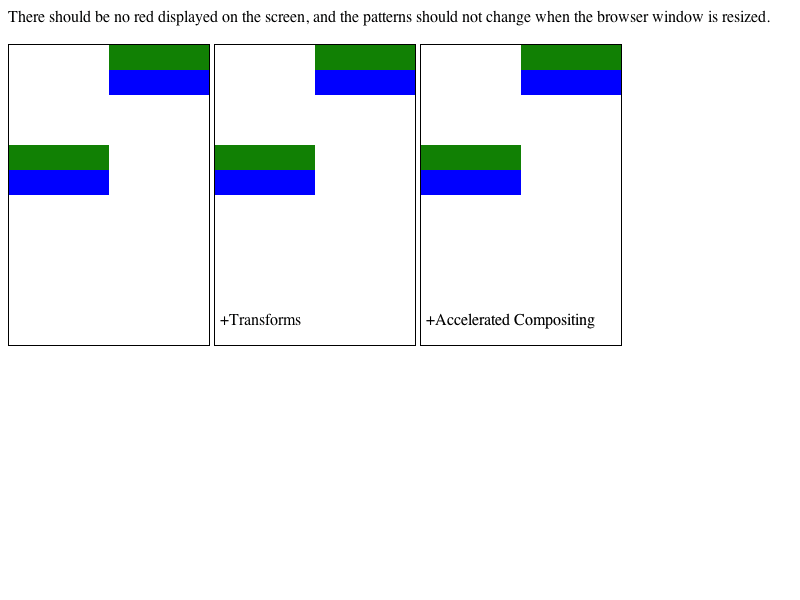 There should be no red displayed on the screen, and the patterns should not change when the browser window is resized.
+Transforms
+Accelerated Compositing